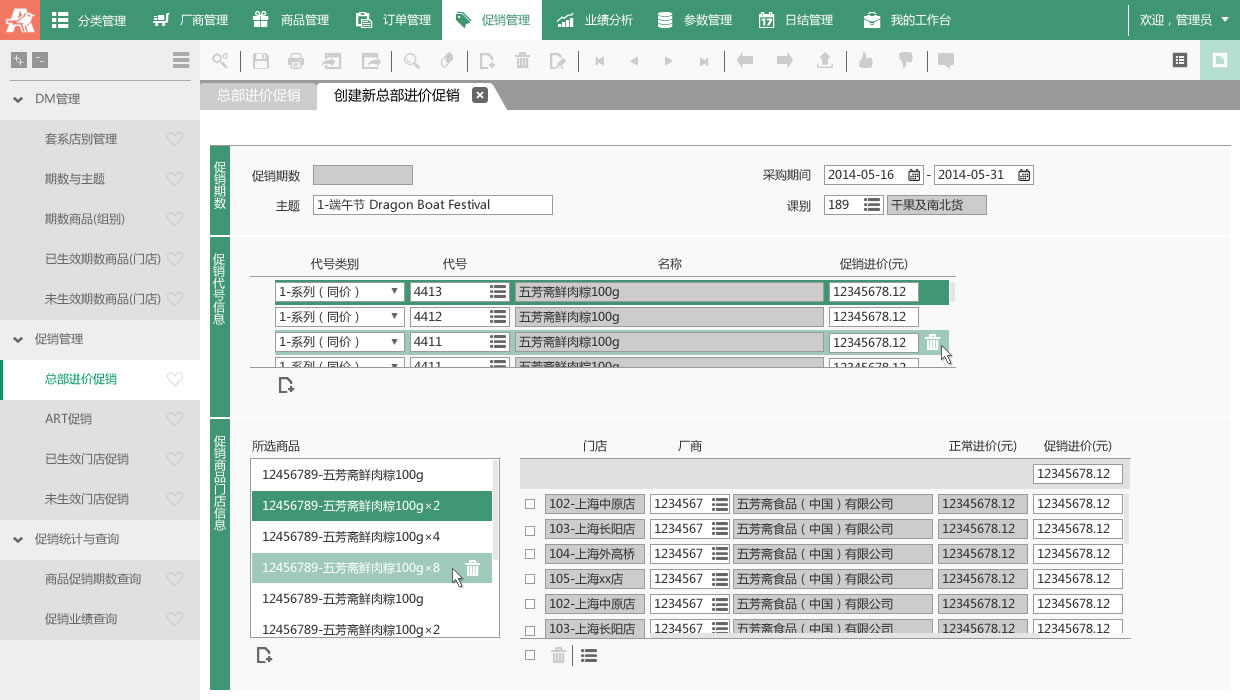 分类管理 厂商管理 商品管理 订单管理 促销管理 业绩分析 参数管理 日结管理 我的工作台 欢迎，管理员
DM管理
套系店别管理
期数与主题
期数商品(组别)
已生效期数商品(门店)
未生效期数商品(门店)
促销管理
总部进价促销
ART促销
已生效门店促销
未生效门店促销
促销统计与查询
商品促销期数查询
促销业绩查询
总部进价促销 创建新总部进价促销
促销期数
促销期数 采购期间 2014-05-16 - 2014-05-31
主题 1-端午节 Dragon Boat Festival 课别 189 干果及南北货
促销代号信息
代号类别 代号 名称 促销进价(元)
1-系列（同价） 4413 五芳斋鲜肉粽100g 12345678.12
1-系列（同价） 4412 五芳斋鲜肉粽100g 12345678.12
1-系列（同价） 4411 五芳斋鲜肉粽100g 12345678.12
1-系列（同价） 4411 五芳斋鲜肉粽100g 12345678.12
促销商品门店信息
所选商品
12456789-五芳斋鲜肉粽100g
12456789-五芳斋鲜肉粽100g×2
12456789-五芳斋鲜肉粽100g×4
12456789-五芳斋鲜肉粽100g×8
12456789-五芳斋鲜肉粽100g
12456789-五芳斋鲜肉粽100g×2
门店 厂商 正常进价(元) 促销进价(元)
12345678.12
102-上海中原店 1234567 五芳斋食品（中国）有限公司 12345678.12 12345678.12
103-上海长阳店 1234567 五芳斋食品（中国）有限公司 12345678.12 12345678.12
104-上海外高桥 1234567 五芳斋食品（中国）有限公司 12345678.12 12345678.12
105-上海xx店 1234567 五芳斋食品（中国）有限公司 12345678.12 12345678.12
102-上海中原店 1234567 五芳斋食品（中国）有限公司 12345678.12 12345678.12
103-上海长阳店 1234567 五芳斋食品（中国）有限公司 12345678.12 12345678.12